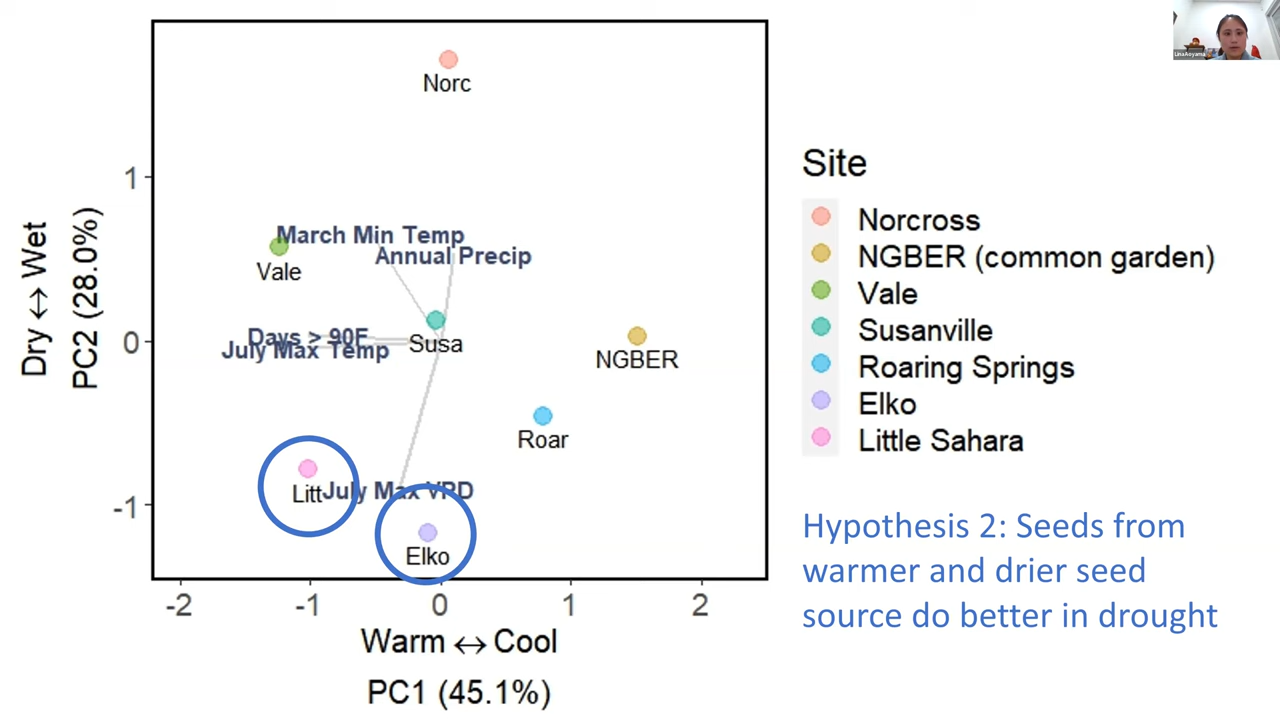 Norc
1
March Min Temp
Annual Precip
Vale
Dry ↔ Wet
PC2 (28.0%)
0
Days > 90F
July Max Temp
Susa
NGBER
Roar
-1
Litt
July Max VPD
Elko
-2
-1
0
1
2
Warm ↔ Cool
PC1 (45.1%)
Site
Norcross
NGBER (common garden)
Vale
Susanville
Roaring Springs
Elko
Little Sahara
Hypothesis 2: Seeds from
warmer and drier seed
source do better in drought
Lina Aoyama